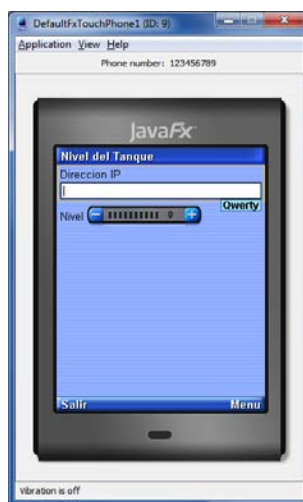 DefaultFxTouchPhone1 (ID: 9)
Application View Help
Phone number: 123456789
JavaFx
Nivel del Tanque
Direccion IP
Qwerty
Nivel 0
Salir Menu
Vibration is off